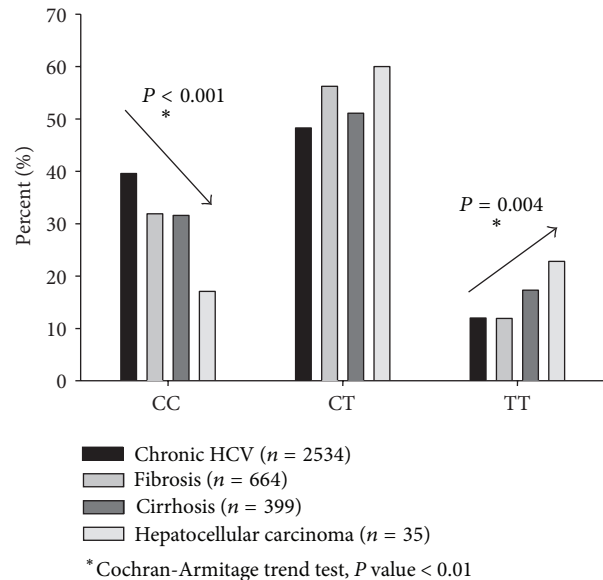 70
60
50
40
30
20
10
0
Percent (%)
P < 0.001
*
P = 0.004
*
CC CT TT
Chronic HCV (n = 2534)
Fibrosis (n = 664)
Cirrhosis (n = 399)
Hepatocellular carcinoma (n = 35)
*Cochran-Armitage trend test, P value < 0.01